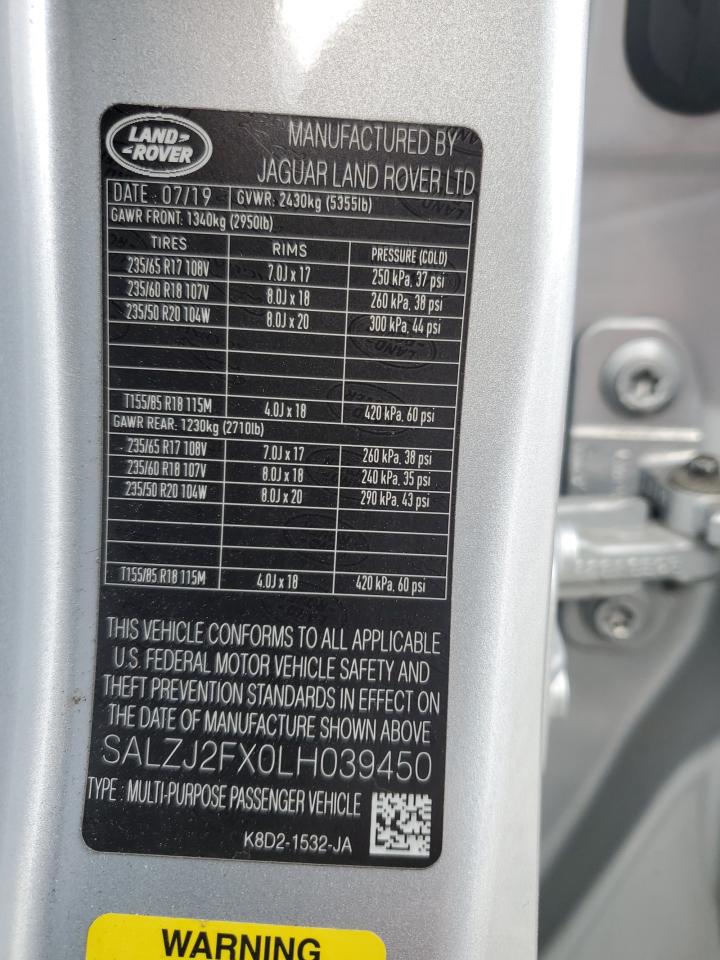 LAND
ROVER
MANUFACTURED BY
JAGUAR LAND ROVER LTD
DATE : 07/19 GVWR: 2430kg (5355lb)
GAWR FRONT: 1340kg (2950lb)
TIRES RIMS PRESSURE (COLD)
235/65 R17 108V 7.0J x 17 250 kPa, 37 psi
235/60 R18 107V 8.0J x 18 260 kPa, 38 psi
235/50 R20 104W 8.0J x 20 300 kPa, 44 psi
T155/85 R18 115M 4.0J x 18 420 kPa, 60 psi
GAWR REAR: 1230kg (2710lb)
235/65 R17 108V 7.0J x 17 260 kPa, 38 psi
235/60 R18 107V 8.0J x 18 240 kPa, 35 psi
235/50 R20 104W 8.0J x 20 290 kPa, 43 psi
T155/85 R18 115M 4.0J x 18 420 kPa, 60 psi
THIS VEHICLE CONFORMS TO ALL APPLICABLE
U.S. FEDERAL MOTOR VEHICLE SAFETY AND
THEFT PREVENTION STANDARDS IN EFFECT ON
THE DATE OF MANUFACTURE SHOWN ABOVE
SALZJ2FX0LH039450
TYPE : MULTI-PURPOSE PASSENGER VEHICLE
K8D2-1532-JA
WARNING